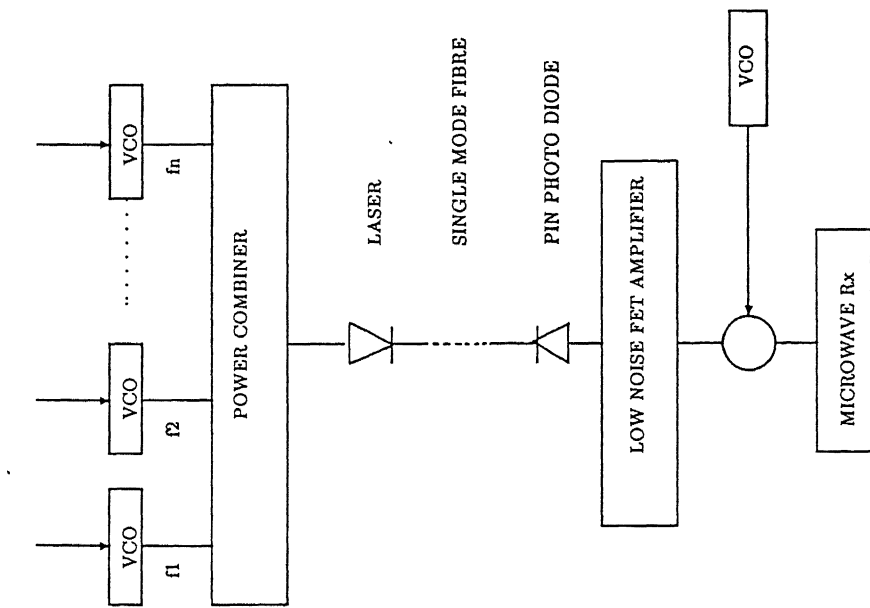 VCO
VCO
VCO
f1
f2
fn
POWER COMBINER
LASER
SINGLE MODE FIBRE
PIN PHOTO DIODE
LOW NOISE FET AMPLIFIER
VCO
MICROWAVE Rx